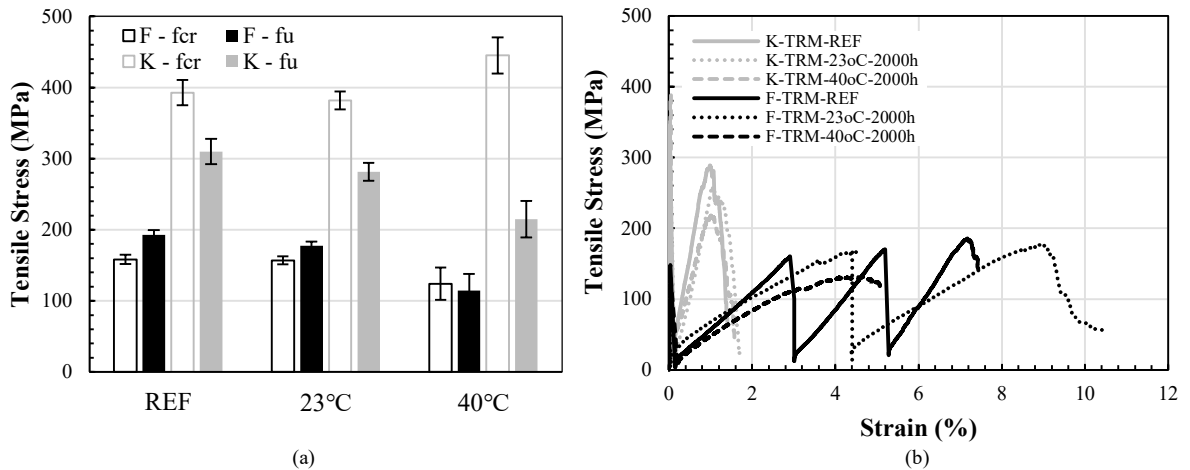 500
400
300
200
100
0
Tensile Stress (MPa)
F - fcr
F - fu
K - fcr
K - fu
REF
23°C
40°C
(a)
500
400
300
200
100
0
Tensile Stress (MPa)
K-TRM-REF
K-TRM-23oC-2000h
K-TRM-40oC-2000h
F-TRM-REF
F-TRM-23oC-2000h
F-TRM-40oC-2000h
0 2 4 6 8 10 12
Strain (%)
(b)